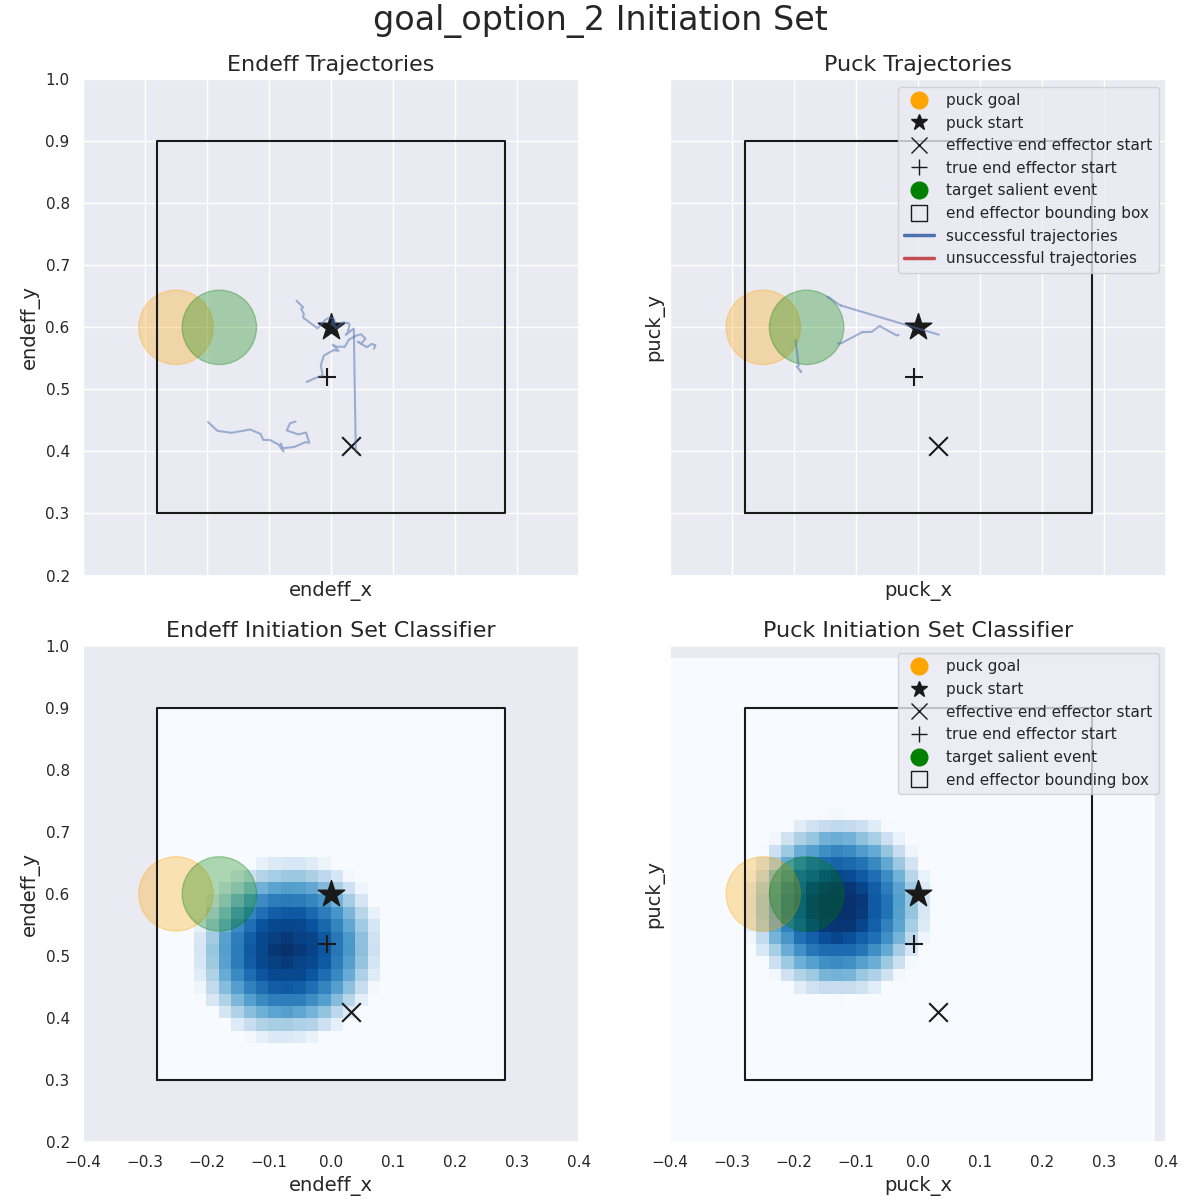 goal_option_2 Initiation Set
Endeff Trajectories
1.0
0.9
0.8
0.7
0.6
0.5
0.4
0.3
0.2
endeff_y
endeff_x
Puck Trajectories
puck goal
puck start
effective end effector start
true end effector start
target salient event
end effector bounding box
successful trajectories
unsuccessful trajectories
puck_y
puck_x
Endeff Initiation Set Classifier
1.0
0.9
0.8
0.7
0.6
0.5
0.4
0.3
0.2
endeff_y
−0.4 −0.3 −0.2 −0.1 0.0 0.1 0.2 0.3 0.4
endeff_x
Puck Initiation Set Classifier
puck goal
puck start
effective end effector start
true end effector start
target salient event
end effector bounding box
puck_y
−0.4 −0.3 −0.2 −0.1 0.0 0.1 0.2 0.3 0.4
puck_x